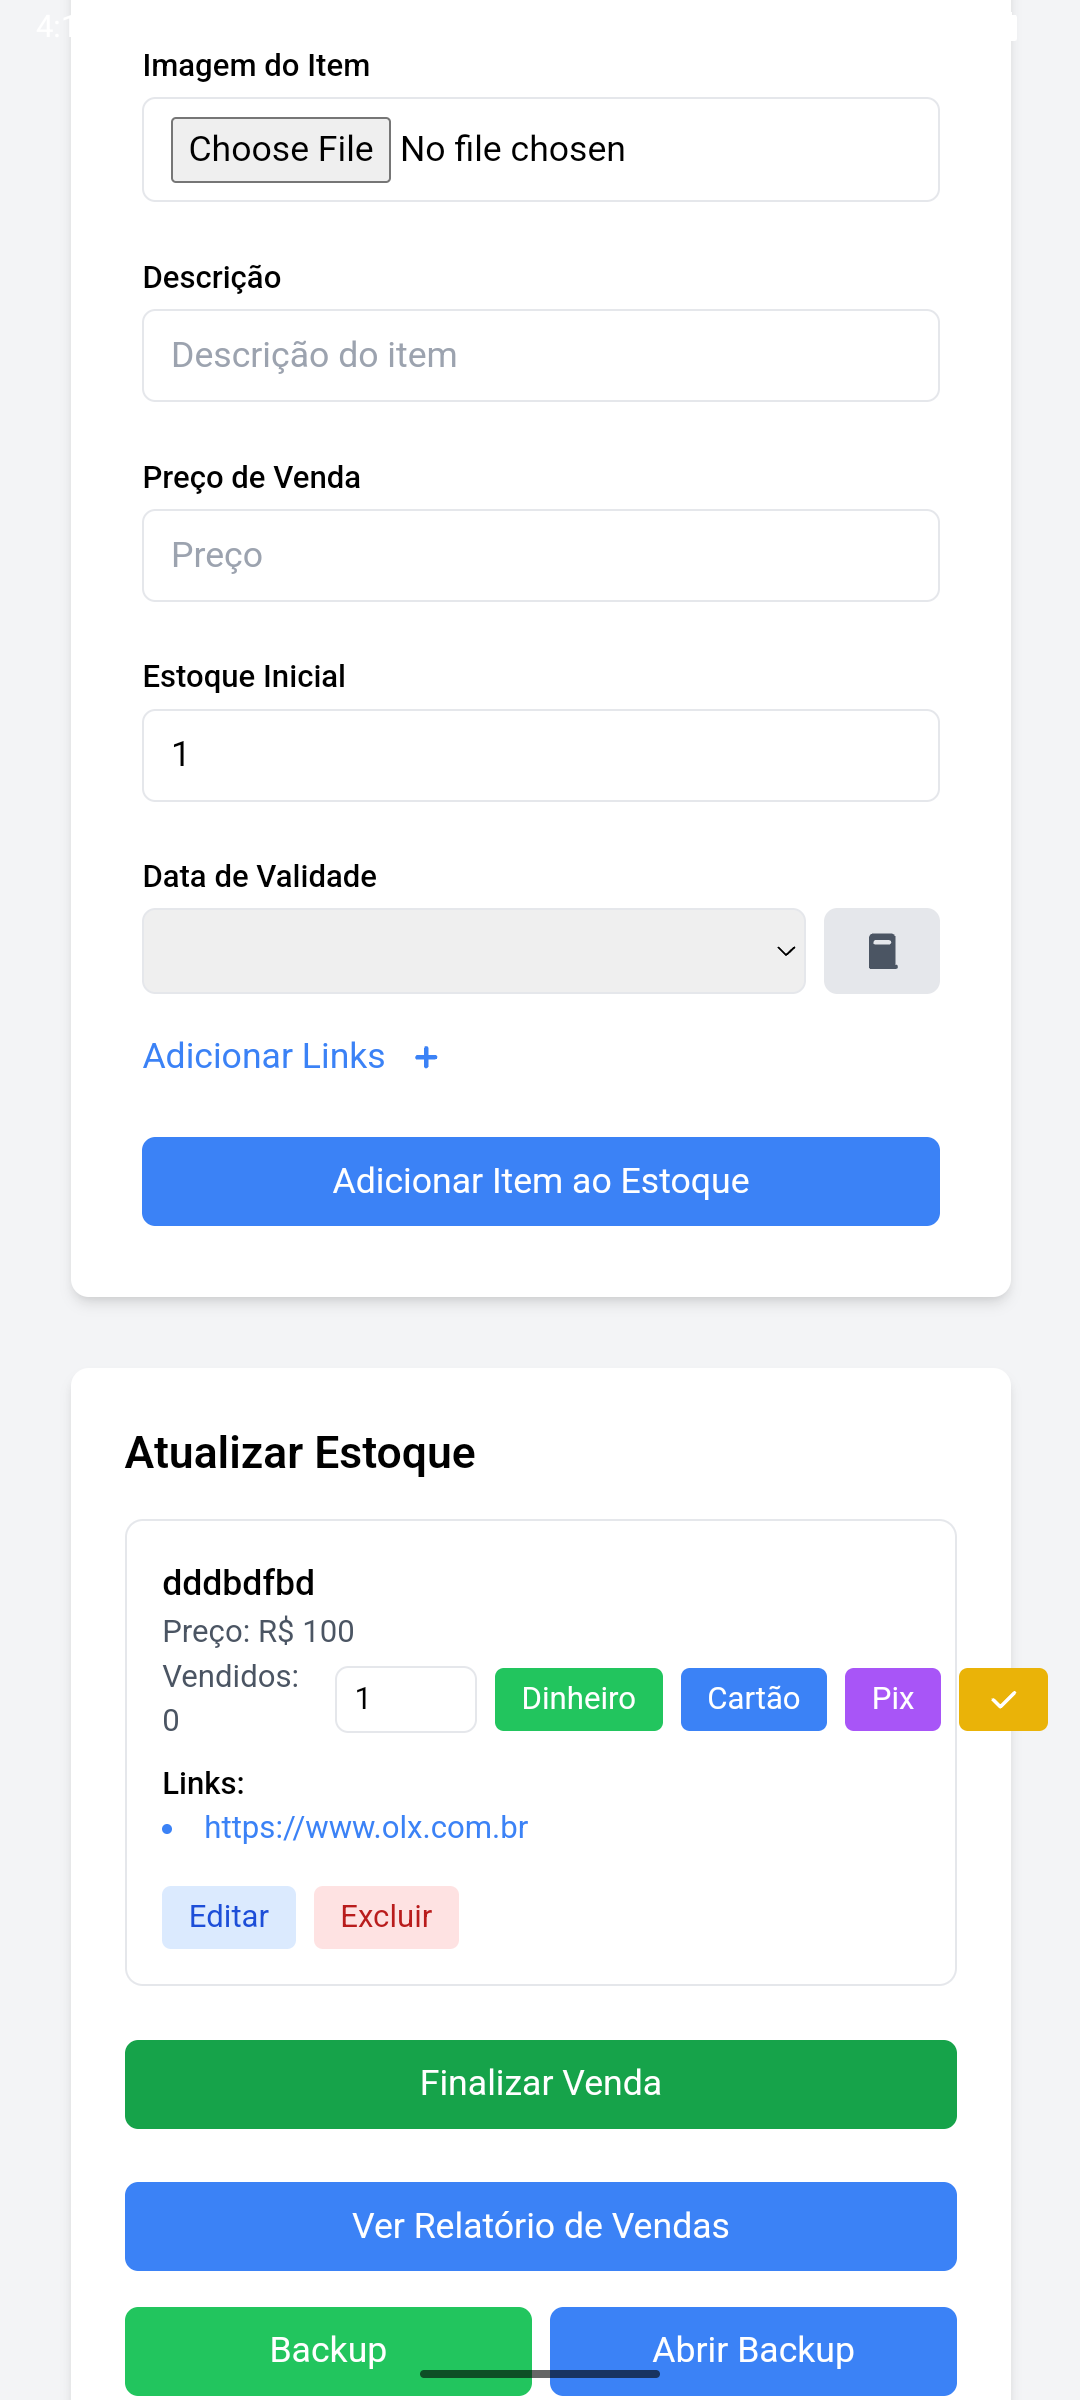 Imagem do Item
Choose File No file chosen
Descrição
Descrição do item
Preço de Venda
Preço
Estoque Inicial
1
Data de Validade
Adicionar Links +
Adicionar Item ao Estoque
Atualizar Estoque
dddbdfbd
Preço: R$ 100
Vendidos: 0
1 Dinheiro Cartão Pix
Links:
• https://www.olx.com.br
Editar Excluir
Finalizar Venda
Ver Relatório de Vendas
Backup Abrir Backup